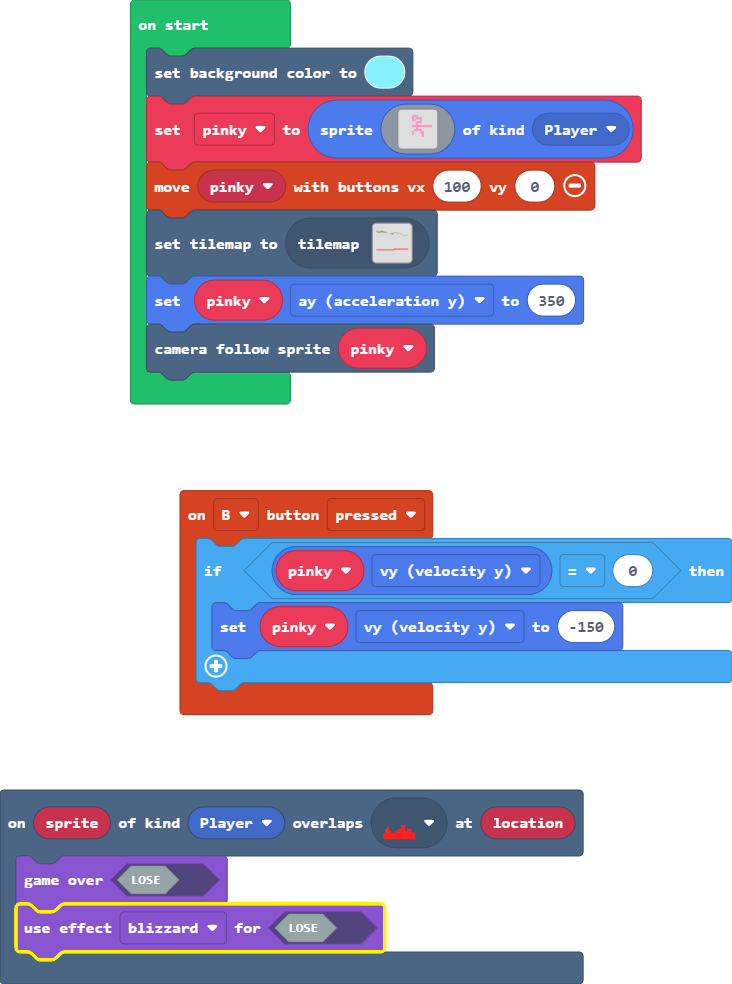 on start
set background color to
set pinky to sprite of kind Player
move pinky with buttons vx 100 vy 0
set tilemap to tilemap
set pinky ay (acceleration y) to 350
camera follow sprite pinky
on B button pressed
if pinky vy (velocity y) = 0 then
set pinky vy (velocity y) to -150
on sprite of kind Player overlaps at location
game over LOSE
use effect blizzard for LOSE